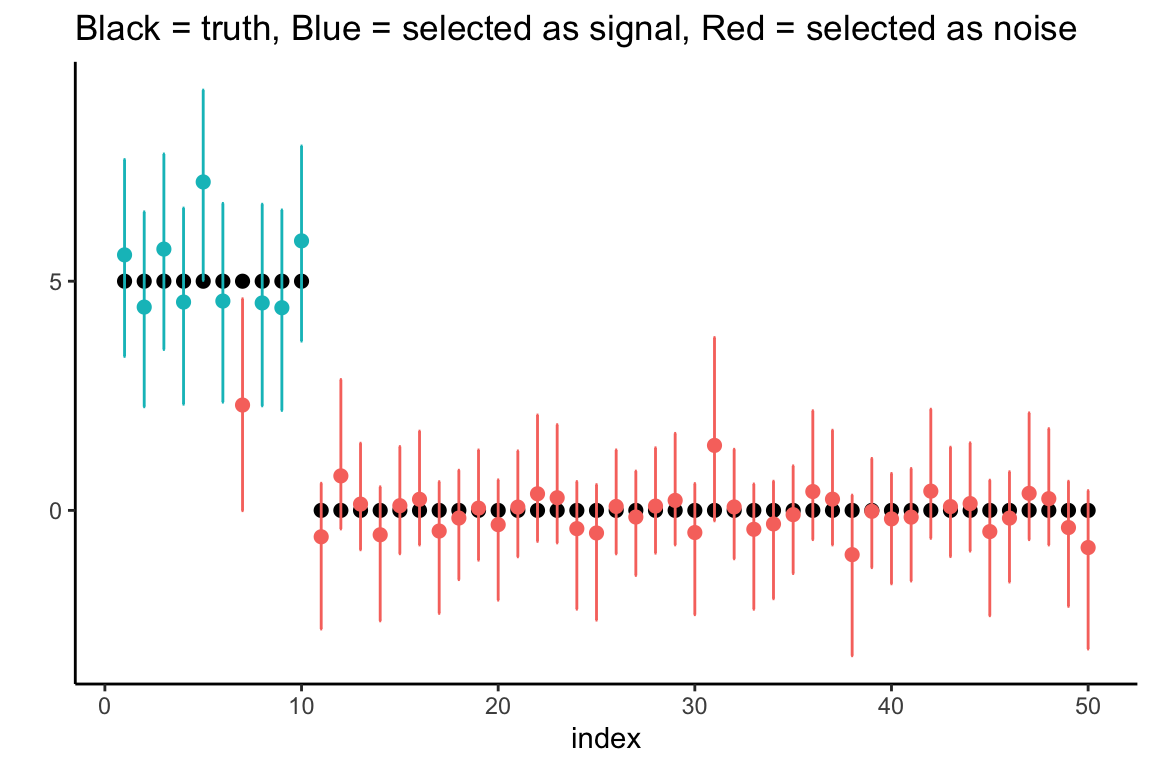 Black = truth, Blue = selected as signal, Red = selected as noise
5
0
0 10 20 30 40 50
index